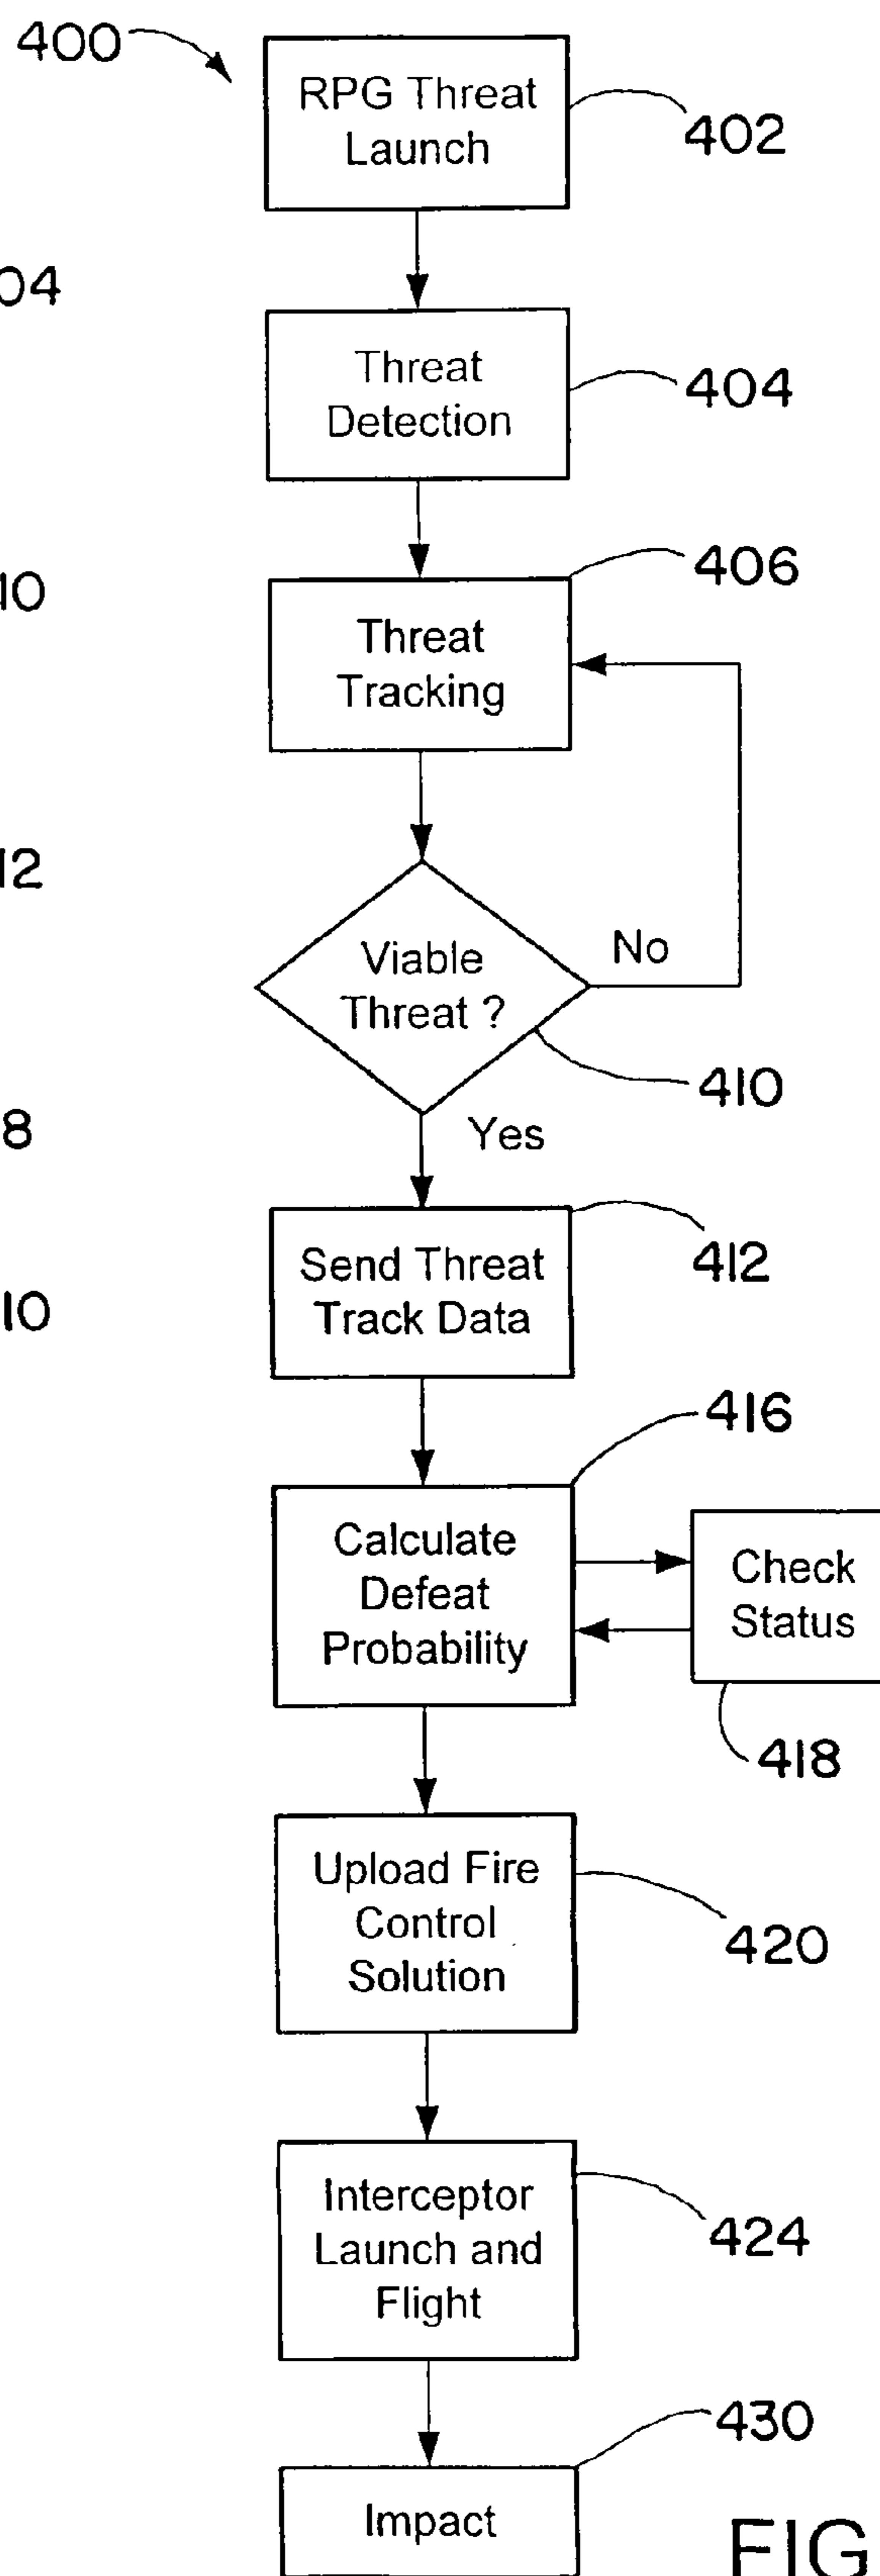 400
RPG Threat
Launch
402
04
Threat
Detection
404
10
406
Threat
Tracking
12
Viable
Threat ?
No
410
8
Yes
Send Threat
Track Data
412
10
416
Calculate
Defeat
Probability
Check
Status
418
Upload Fire
Control
Solution
420
Interceptor
Launch and
Flight
424
430
Impact
FIG